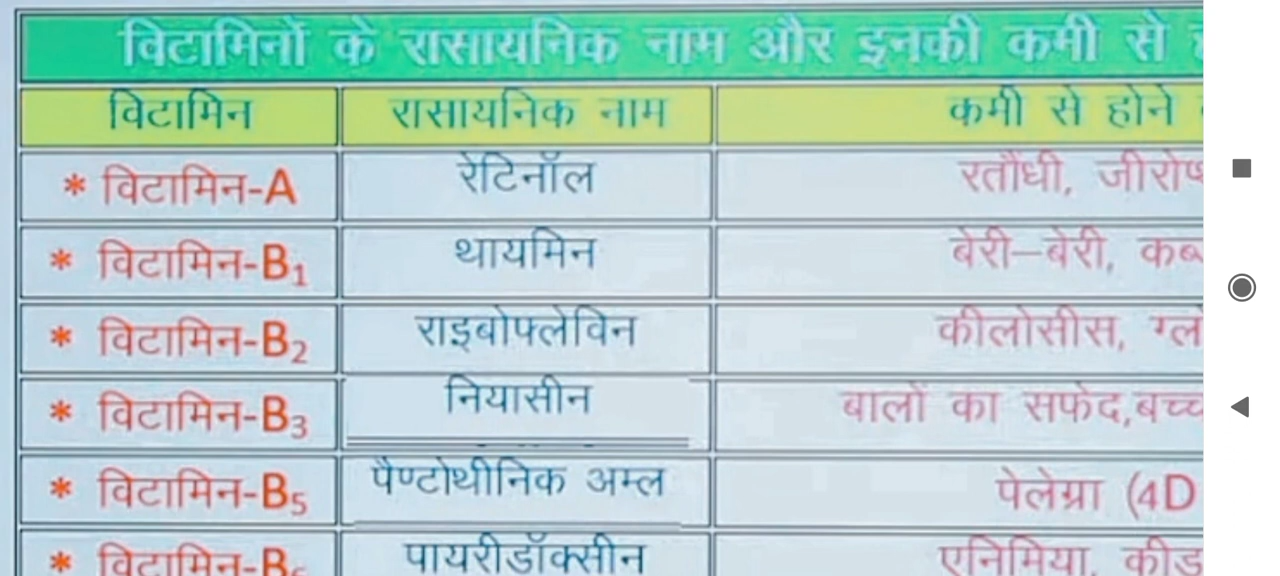 विटामिनों के रासायनिक नाम और इनकी कमी से
विटामिन रासायनिक नाम कमी से होने
* विटामिन-A रेटिनॉल रतौंधी,
* विटामिन-B₁ थायमिन बेरी–बेरी,
* विटामिन-B₂ राइबोफ्लेविन कीलोसीस,
* विटामिन-B₃ नियासीन बालों का सफेद,
* विटामिन-B₅ पैण्टोथीनिक अम्ल पेलेग्रा (4D
* पायरीडॉक्सीन एनिमिया,